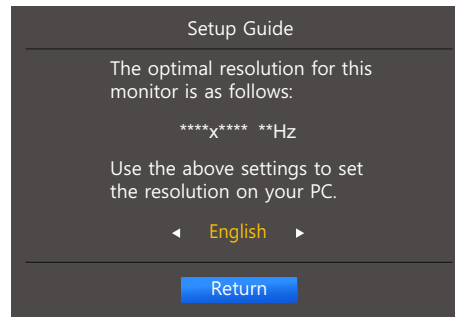 Setup Guide
The optimal resolution for this
monitor is as follows:
****x**** **Hz
Use the above settings to set
the resolution on your PC.
English
Return